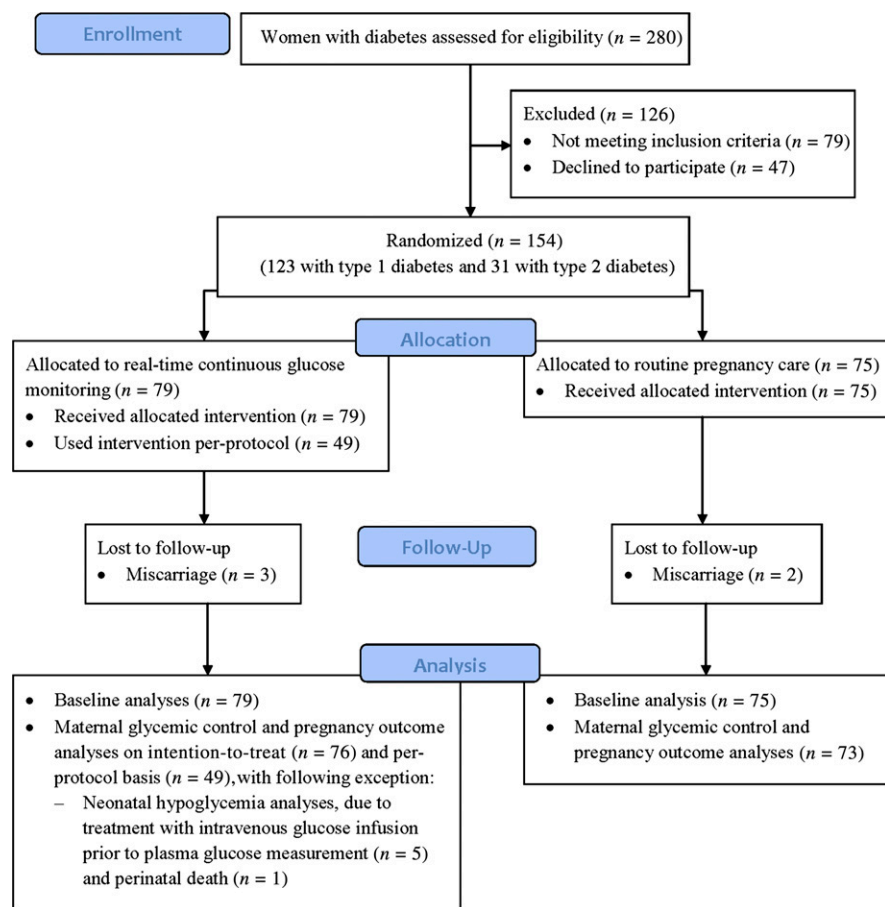 Enrollment
Women with diabetes assessed for eligibility (n = 280)
Excluded (n = 126)
• Not meeting inclusion criteria (n = 79)
• Declined to participate (n = 47)
Randomized (n = 154)
(123 with type 1 diabetes and 31 with type 2 diabetes)
Allocation
Allocated to real-time continuous glucose
monitoring (n = 79)
• Received allocated intervention (n = 79)
• Used intervention per-protocol (n = 49)
Allocated to routine pregnancy care (n = 75)
• Received allocated intervention (n = 75)
Follow-Up
Lost to follow-up
• Miscarriage (n = 3)
Lost to follow-up
• Miscarriage (n = 2)
Analysis
• Baseline analyses (n = 79)
• Maternal glycemic control and pregnancy outcome
analyses on intention-to-treat (n = 76) and per-
protocol basis (n = 49),with following exception:
– Neonatal hypoglycemia analyses, due to
treatment with intravenous glucose infusion
prior to plasma glucose measurement (n = 5)
and perinatal death (n = 1)
• Baseline analysis (n = 75)
• Maternal glycemic control and
pregnancy outcome analyses (n = 73)